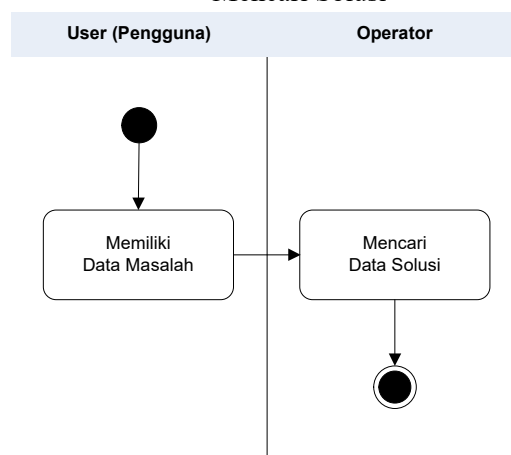 User (Pengguna)
Operator
Memiliki
Data Masalah
Mencari
Data Solusi